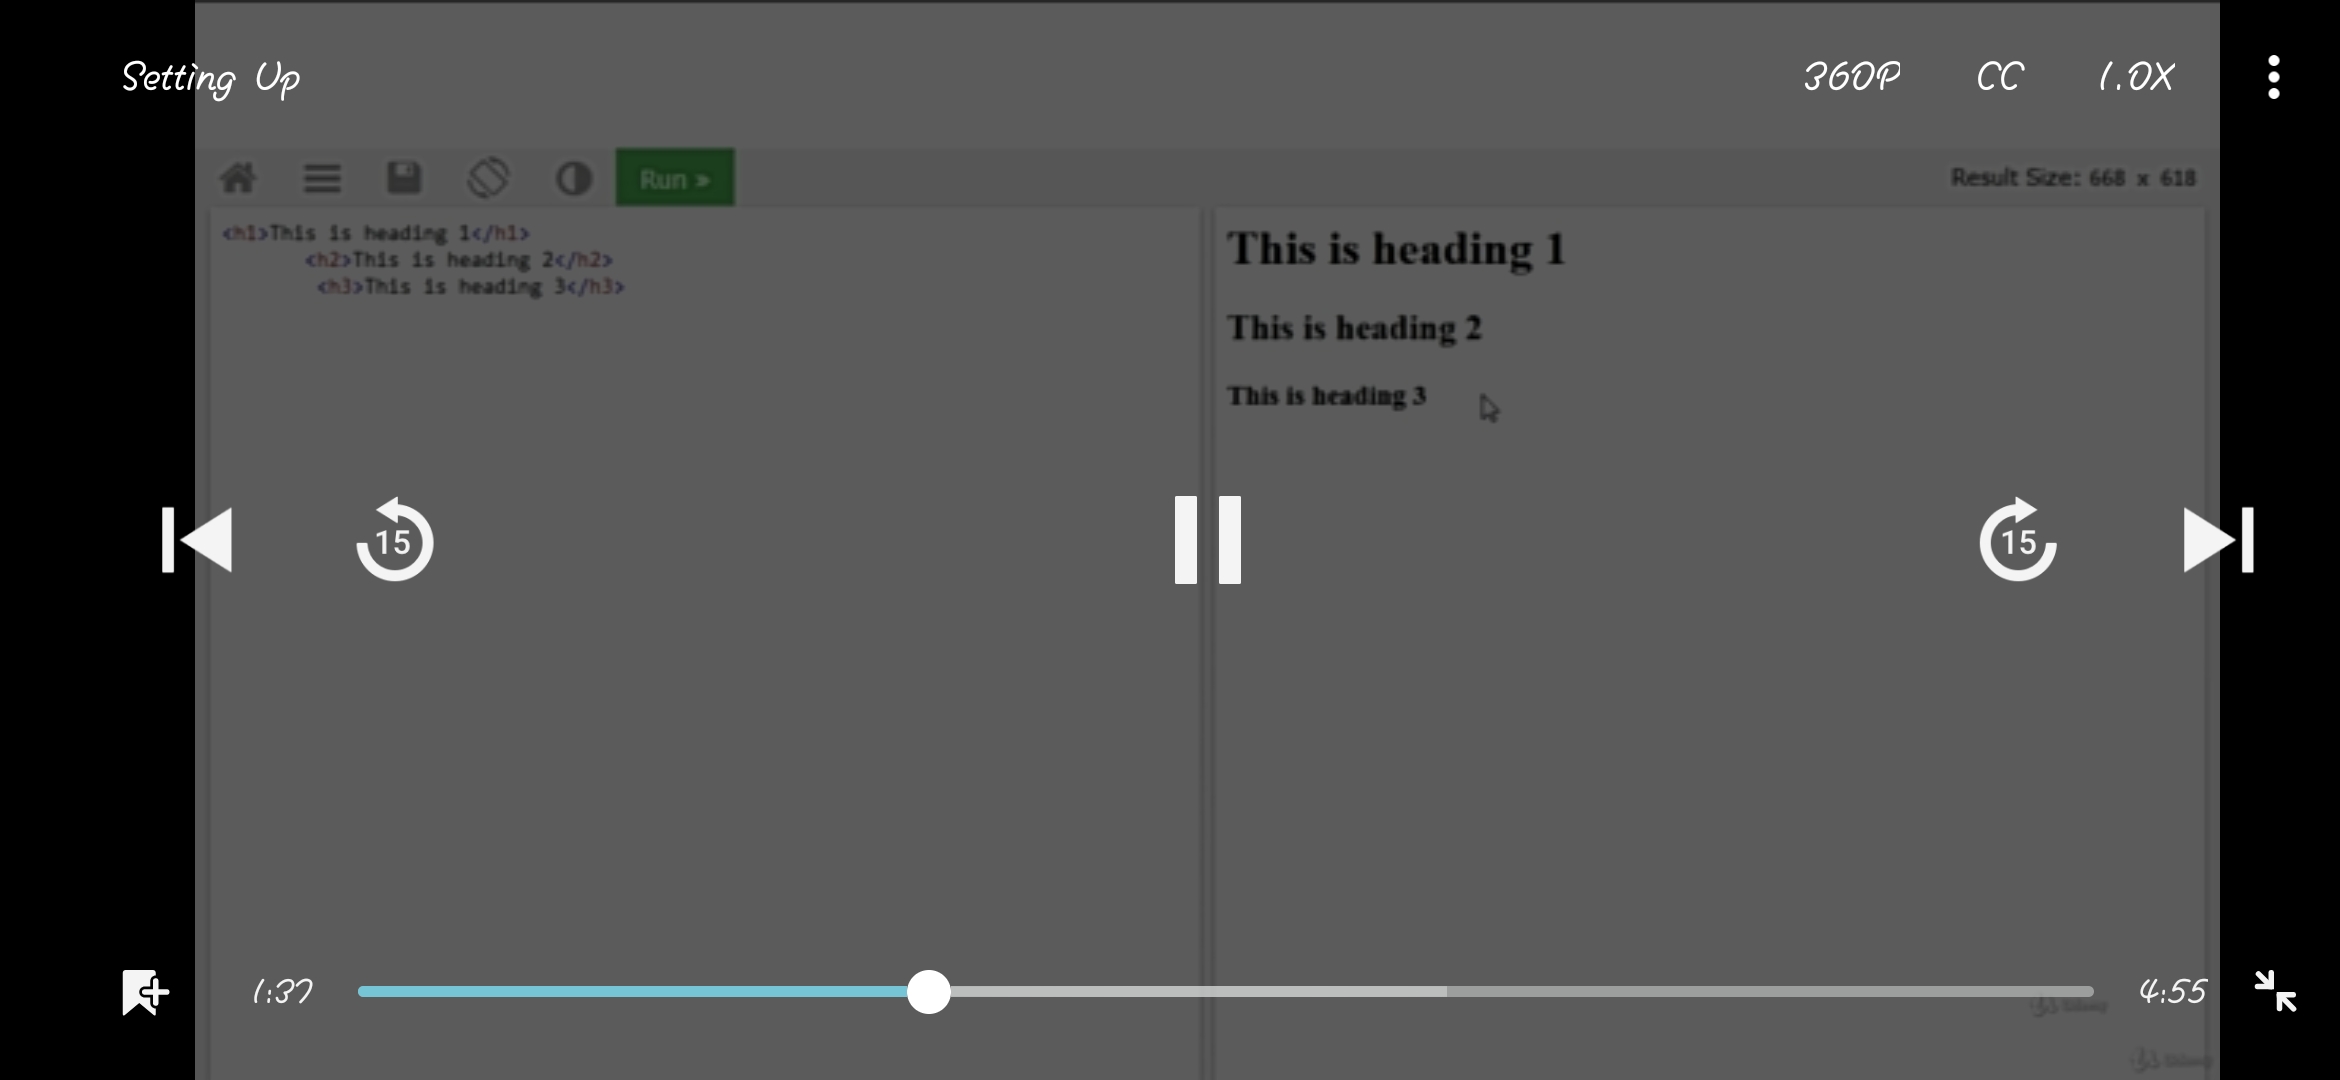 Setting Up
360P
CC
1.0X
Run »
Result Size: 668 x 618
<h1>This is heading 1</h1>
<h2>This is heading 2</h2>
<h3>This is heading 3</h3>
This is heading 1
This is heading 2
This is heading 3
15
15
1:37
4:55